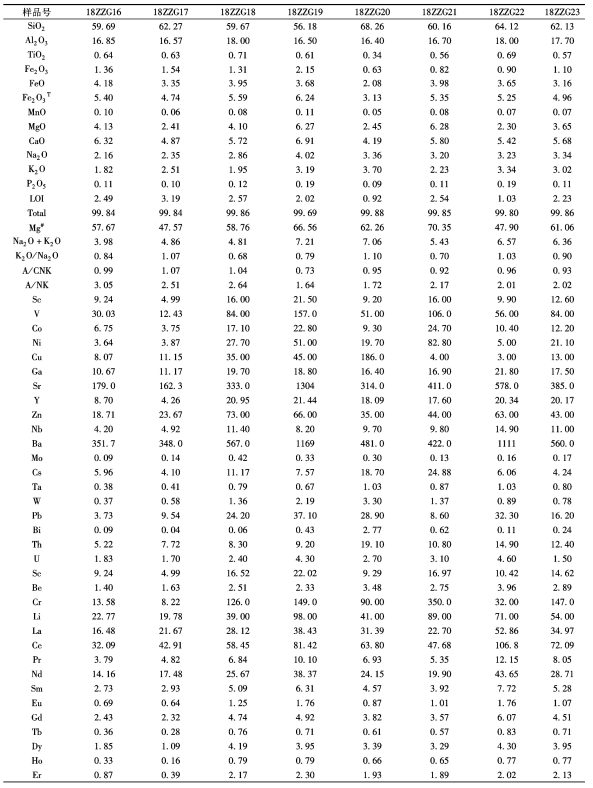 样品号 18ZZG16 18ZZG17 18ZZG18 18ZZG19 18ZZG20 18ZZG21 18ZZG22 18ZZG23
SiO₂ 59.69 62.27 59.67 56.18 68.26 60.16 64.12 62.13
Al₂O₃ 16.85 16.57 18.00 16.50 16.40 16.70 18.00 17.70
TiO₂ 0.64 0.63 0.71 0.61 0.34 0.56 0.69 0.57
Fe₂O₃ 1.36 1.54 1.31 2.15 0.63 0.82 0.90 1.10
FeO 4.18 3.35 3.95 3.68 2.08 3.98 3.65 3.16
Fe₂O₃ᵀ 5.40 4.74 5.59 6.24 3.13 5.35 5.25 4.96
MnO 0.10 0.06 0.08 0.11 0.05 0.08 0.07 0.07
MgO 4.13 2.41 4.10 6.27 2.45 6.28 2.30 3.65
CaO 6.32 4.87 5.72 6.91 4.19 5.80 5.42 5.68
Na₂O 2.16 2.35 2.86 4.02 3.36 3.20 3.23 3.34
K₂O 1.82 2.51 1.95 3.19 3.70 2.23 3.34 3.02
P₂O₅ 0.11 0.10 0.12 0.19 0.09 0.11 0.19 0.11
LOI 2.49 3.19 2.57 2.02 0.92 2.54 1.03 2.23
Total 99.84 99.84 99.86 99.69 99.88 99.85 99.80 99.86
Mg# 57.67 47.57 58.76 66.56 62.26 70.35 47.90 61.06
Na₂O + K₂O 3.98 4.86 4.81 7.21 7.06 5.43 6.57 6.36
K₂O/Na₂O 0.84 1.07 0.68 0.79 1.10 0.70 1.03 0.90
A/CNK 0.99 1.07 1.04 0.73 0.95 0.92 0.96 0.93
A/NK 3.05 2.51 2.64 1.64 1.72 2.17 2.01 2.02
Sc 9.24 4.99 16.00 21.50 9.20 16.00 9.90 12.60
V 30.03 12.43 84.00 157.0 51.00 106.0 56.00 84.00
Co 6.75 3.75 17.10 22.80 9.30 24.70 10.40 12.20
Ni 3.64 3.87 27.70 51.00 19.70 82.80 5.00 21.10
Cu 8.07 11.15 35.00 45.00 186.0 4.00 3.00 13.00
Ga 10.67 11.17 19.70 18.80 16.40 16.90 21.80 17.50
Sr 179.0 162.3 333.0 1304 314.0 411.0 578.0 385.0
Y 8.70 4.26 20.95 21.44 18.09 17.60 20.34 20.17
Zn 18.71 23.67 73.00 66.00 35.00 44.00 63.00 43.00
Nb 4.20 4.92 11.40 8.20 9.70 9.80 14.90 11.00
Ba 351.7 348.0 567.0 1169 481.0 422.0 1111 560.0
Mo 0.09 0.14 0.42 0.33 0.30 0.13 0.16 0.17
Cs 5.96 4.10 11.17 7.57 18.70 24.88 6.06 4.24
Ta 0.38 0.41 0.79 0.67 1.03 0.87 1.03 0.80
W 0.37 0.58 1.36 2.19 3.30 1.37 0.89 0.78
Pb 3.73 9.54 24.20 37.10 28.90 8.60 32.30 16.20
Bi 0.09 0.04 0.06 0.43 2.77 0.62 0.11 0.24
Th 5.22 7.72 8.30 9.20 19.10 10.80 14.90 12.40
U 1.83 1.70 2.40 4.30 2.70 3.10 4.60 1.50
Sc 9.24 4.99 16.52 22.02 9.29 16.97 10.42 14.62
Be 1.40 1.63 2.51 2.33 3.48 2.75 3.96 2.89
Cr 13.58 8.22 126.0 149.0 90.00 350.0 32.00 147.0
Li 22.77 19.78 39.00 98.00 41.00 89.00 71.00 54.00
La 16.48 21.67 28.12 38.43 31.39 22.70 52.86 34.97
Ce 32.09 42.91 58.45 81.42 63.80 47.68 106.8 72.09
Pr 3.79 4.82 6.84 10.10 6.93 5.35 12.15 8.05
Nd 14.16 17.48 25.67 38.37 24.15 19.90 43.65 28.71
Sm 2.73 2.93 5.09 6.31 4.57 3.92 7.72 5.28
Eu 0.69 0.64 1.25 1.76 0.87 1.01 1.76 1.07
Gd 2.43 2.32 4.74 4.92 3.82 3.57 6.07 4.51
Tb 0.36 0.28 0.76 0.71 0.61 0.57 0.83 0.71
Dy 1.85 1.09 4.19 3.95 3.39 3.29 4.30 3.95
Ho 0.33 0.16 0.79 0.79 0.66 0.65 0.77 0.77
Er 0.87 0.39 2.17 2.30 1.93 1.89 2.02 2.13